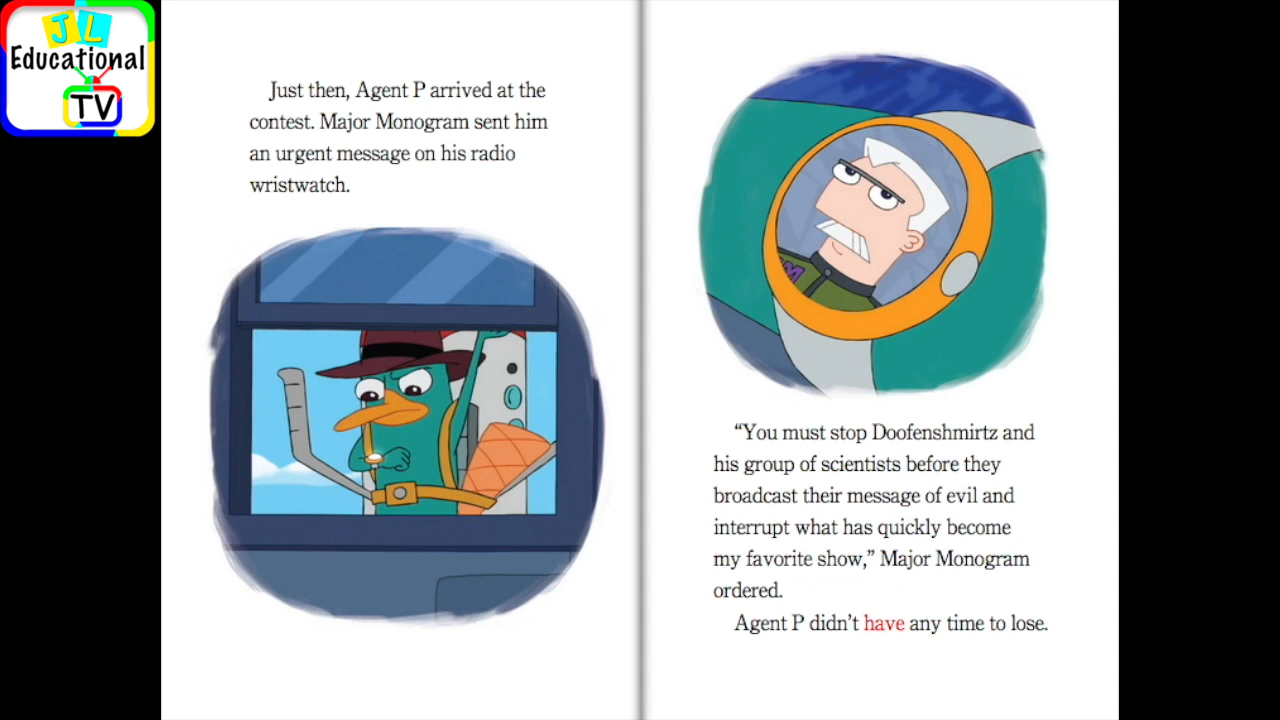 JL
Educational
TV
Just then, Agent P arrived at the
contest. Major Monogram sent him
an urgent message on his radio
wristwatch.
“You must stop Doofenshmirtz and
his group of scientists before they
broadcast their message of evil and
interrupt what has quickly become
my favorite show,” Major Monogram
ordered.
Agent P didn’t have any time to lose.